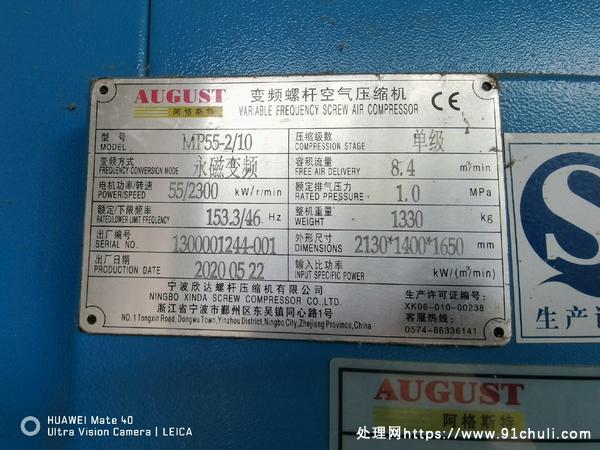 AUGUST
阿格斯特
变频螺杆空气压缩机
VARIABLE FREQUENCY SCREW AIR COMPRESSOR
CE
型号 MODEL MP55-2/10
压缩级数 COMPRESSION STAGE 单级
变频方式 FREQUENCY CONVERSION MODE 永磁变频
容积流量 FREE AIR DELIVERY 8.4 m³/min
电机功率/转速 POWER/SPEED 55/2300 kW/r/min
额定排气压力 RATED PRESSURE 1.0 MPa
额定/下限频率 RATED/LOWER LIMIT FREQUENCY 153.3/46 Hz
整机重量 WEIGHT 1330 kg
出厂编号 SERIAL NO. 1300001244-001
外形尺寸 DIMENSIONS 2130*1400*1650 mm
出厂日期 PRODUCTION DATE 2020 05 22
输入比功率 INPUT SPECIFIC POWER kW/(m³/min)
宁波欣达螺杆压缩机有限公司
NINGBO XINDA SCREW COMPRESSOR CO.,LTD.
浙江省宁波市鄞州区东吴镇同心路1号
NO.1 Tongxin Road, Dongwu Town, Yinzhou District, Ningbo City, Zhejiang Province, China
生产许可证编号:
XK06-010-00238
客服热线:
0574-88336141
生产许
AUGUST
阿格斯特
HUAWEI Mate 40
Ultra Vision Camera | LEICA
处理网https://www.91chuli.com/